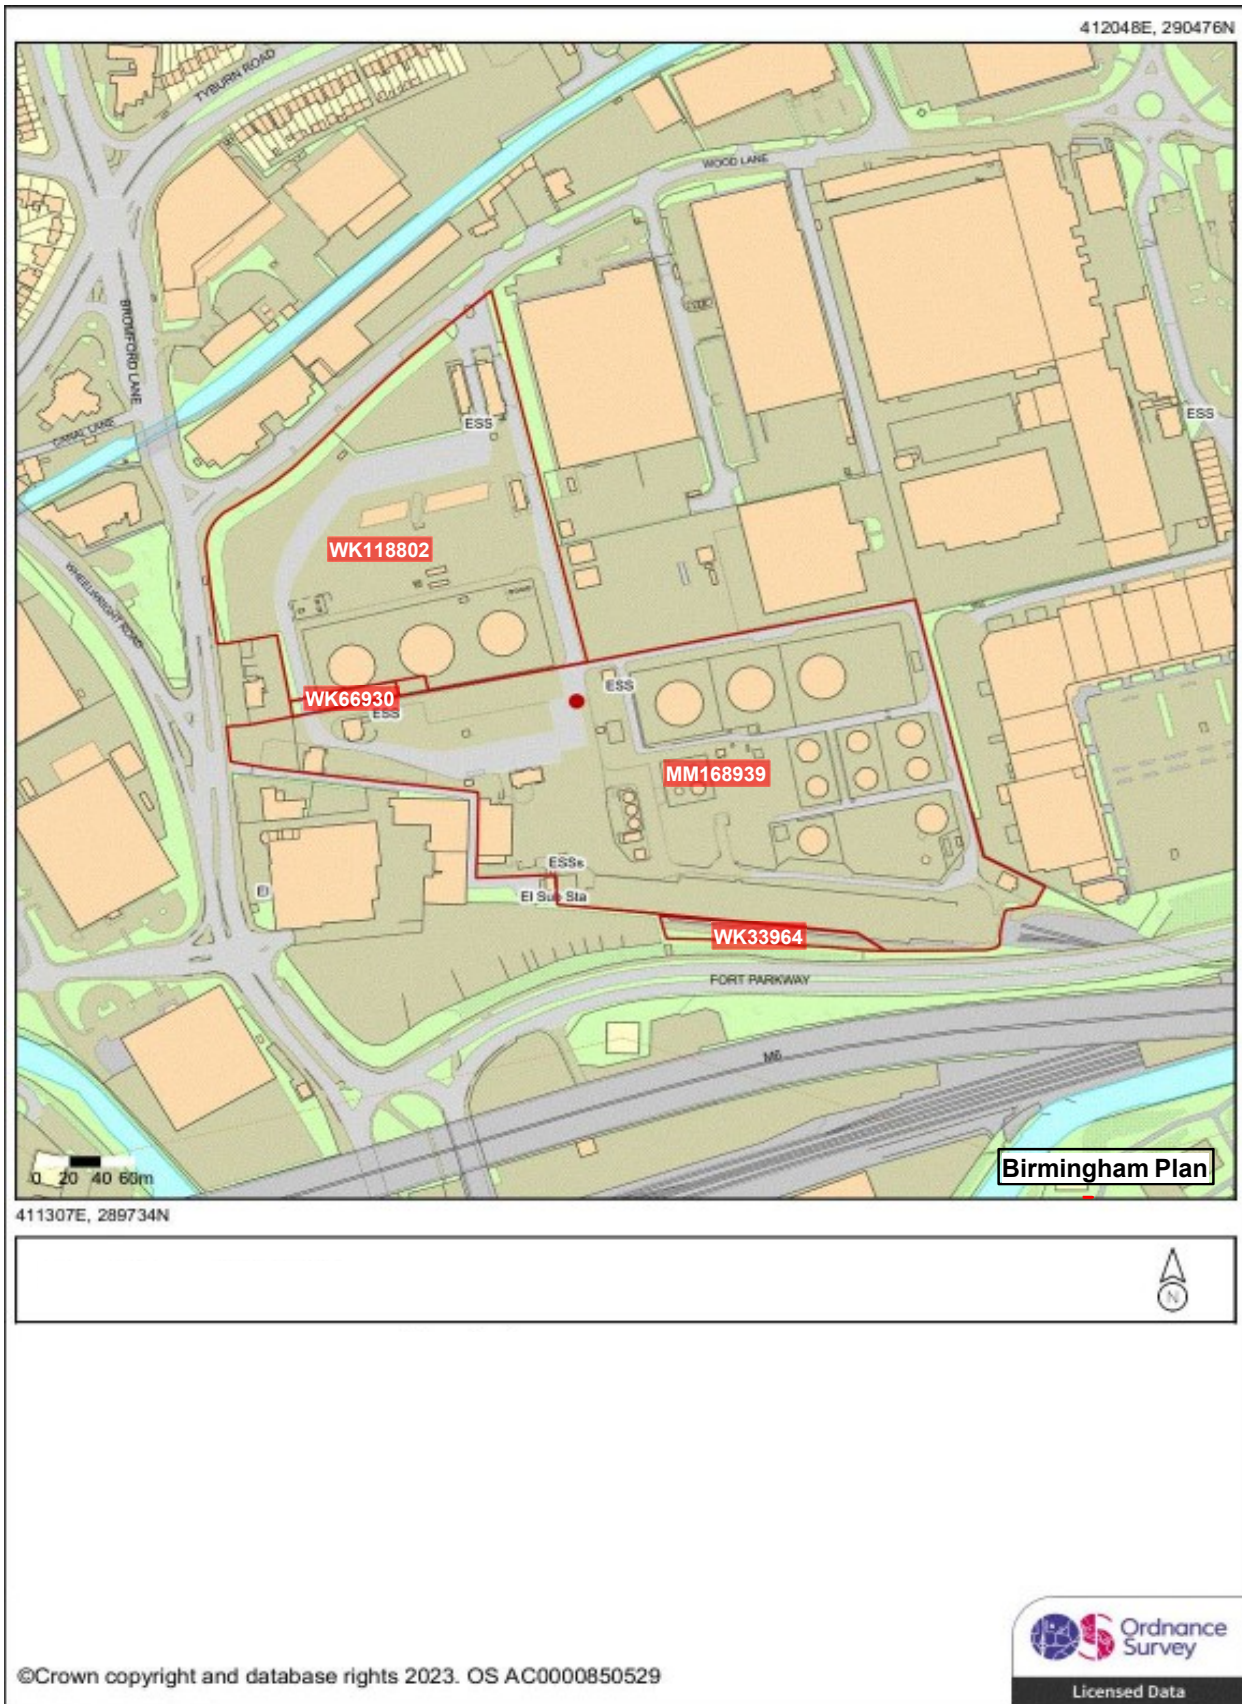 412048E, 290476N
TYBURN ROAD
WOOD LANE
BROMFORD LANE
CANAL LANE
ESS
ESS
WK118802
WHEELWRIGHT ROAD
WK66930
ESS
ESS
MM168939
ESSs
El
El Sub Sta
WK33964
FORT PARKWAY
M6
0 20 40 60m
Birmingham Plan
411307E, 289734N
N
OS Ordnance
Survey
©Crown copyright and database rights 2023. OS AC0000850529
Licensed Data